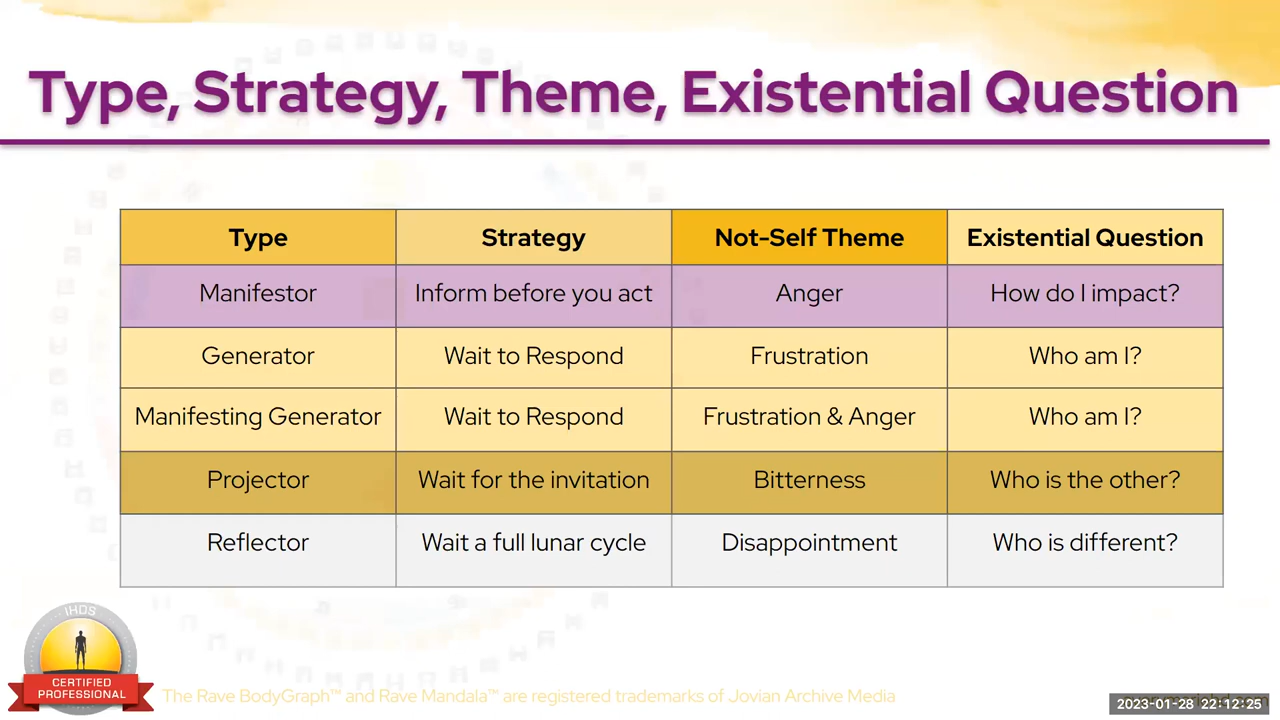 Type, Strategy, Theme, Existential Question
Type Strategy Not-Self Theme Existential Question
Manifestor Inform before you act Anger How do I impact?
Generator Wait to Respond Frustration Who am I?
Manifesting Generator Wait to Respond Frustration & Anger Who am I?
Projector Wait for the invitation Bitterness Who is the other?
Reflector Wait a full lunar cycle Disappointment Who is different?
IHDS
CERTIFIED
PROFESSIONAL
The Rave BodyGraph™ and Rave Mandala™ are registered trademarks of Jovian Archive Media
2023-01-28 22:12:25